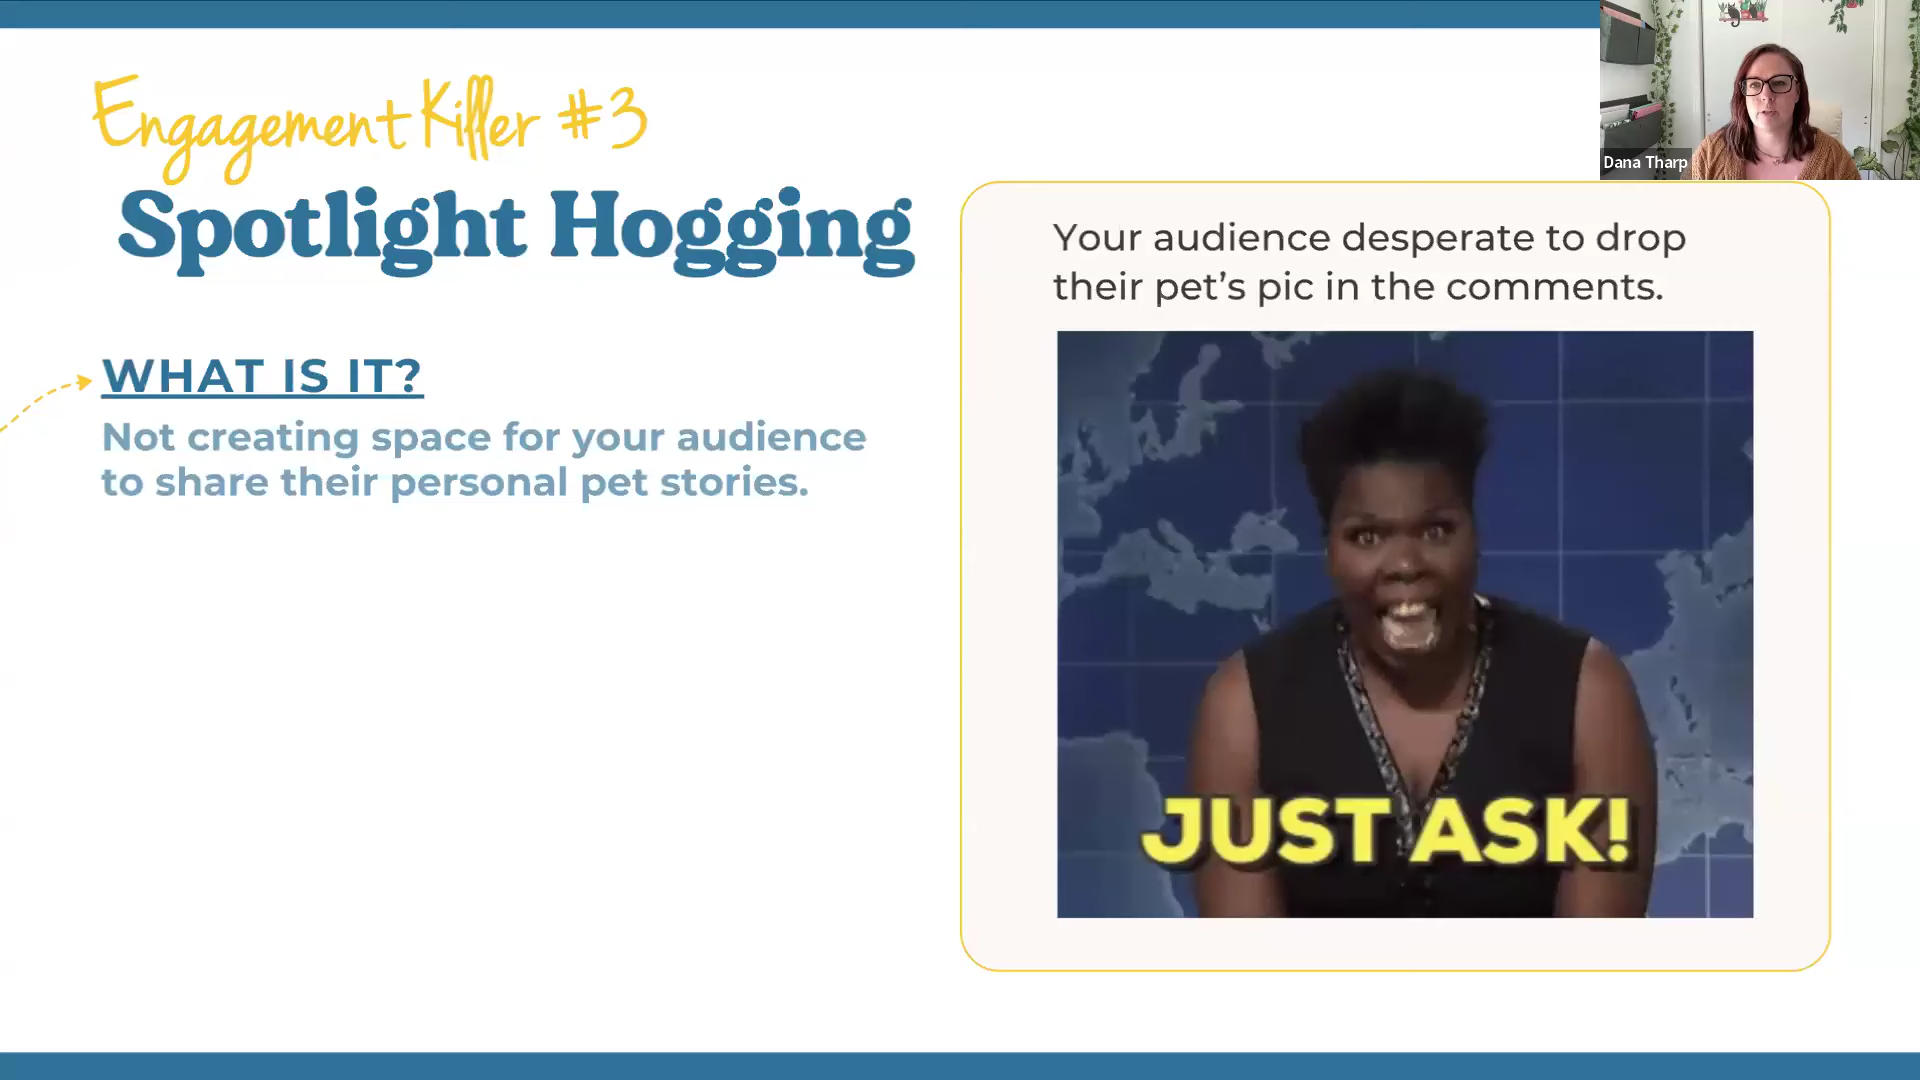 Engagement Killer #3
Spotlight Hogging
WHAT IS IT?
Not creating space for your audience
to share their personal pet stories.
Dana Tharp
Your audience desperate to drop
their pet’s pic in the comments.
JUST ASK!